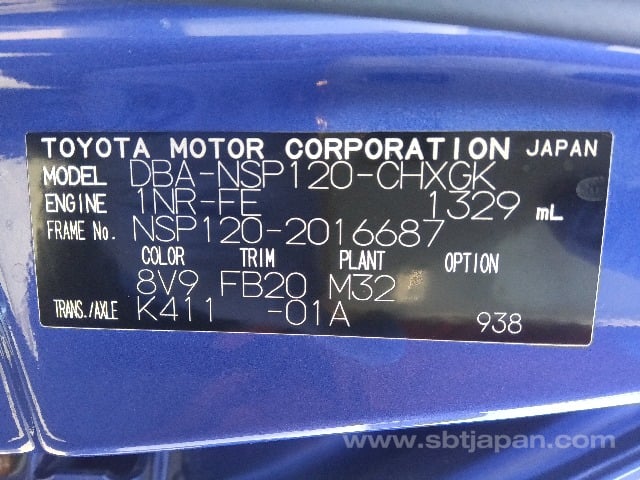 TOYOTA MOTOR CORPORATION JAPAN
MODEL DBA-NSP120-CHXGK
ENGINE 1NR-FE 1329 mL
FRAME No. NSP120-2016687
COLOR TRIM PLANT OPTION
8V9 FB20 M32
TRANS./AXLE K411 -01A
938
www.sbtjapan.com